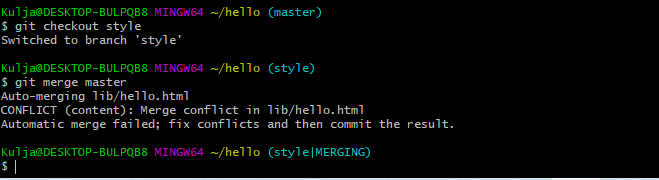 Kulja@DESKTOP-BULPQB8 MINGW64 ~/hello (master)
$ git checkout style
Switched to branch 'style'
Kulja@DESKTOP-BULPQB8 MINGW64 ~/hello (style)
$ git merge master
Auto-merging lib/hello.html
CONFLICT (content): Merge conflict in lib/hello.html
Automatic merge failed; fix conflicts and then commit the result.
Kulja@DESKTOP-BULPQB8 MINGW64 ~/hello (style|MERGING)
$